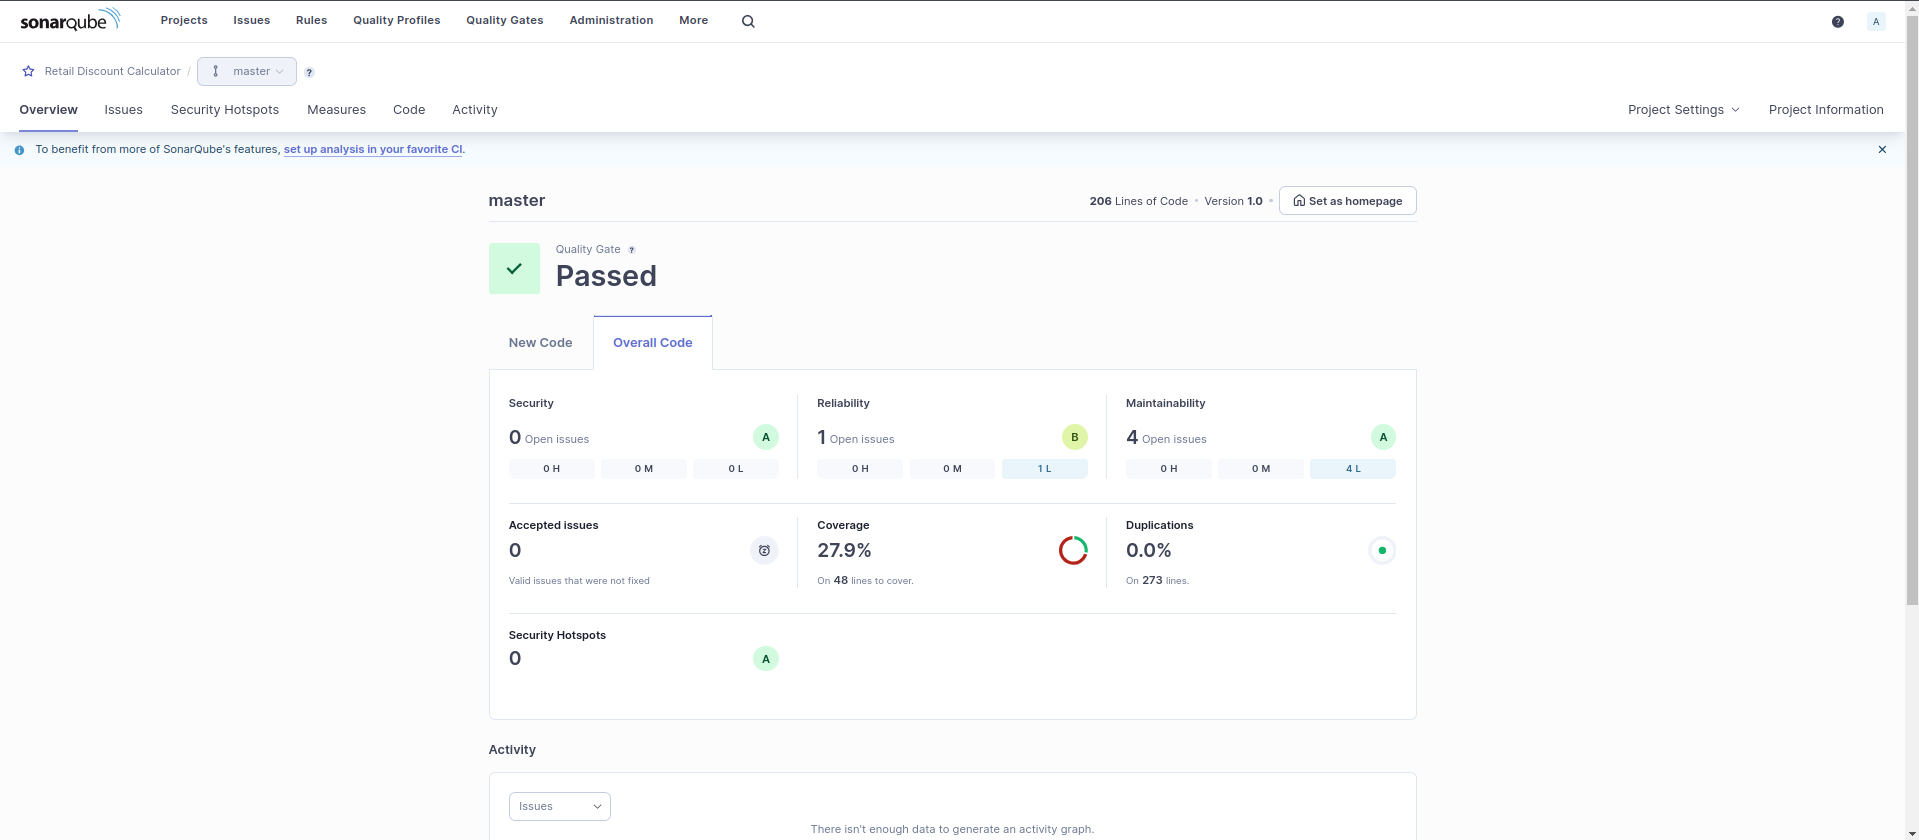 sonarqube Projects Issues Rules Quality Profiles Quality Gates Administration More ? A
Retail Discount Calculator / master ?
Overview Issues Security Hotspots Measures Code Activity Project Settings Project Information
To benefit from more of SonarQube's features, set up analysis in your favorite CI.
master 206 Lines of Code • Version 1.0 • Set as homepage
Quality Gate ?
Passed
New Code Overall Code
Security Reliability Maintainability
0 Open issues A 1 Open issues B 4 Open issues A
0 H 0 M 0 L 0 H 0 M 1 L 0 H 0 M 4 L
Accepted issues Coverage Duplications
0 27.9% 0.0%
Valid issues that were not fixed On 48 lines to cover. On 273 lines.
Security Hotspots
0 A
Activity
Issues
There isn't enough data to generate an activity graph.